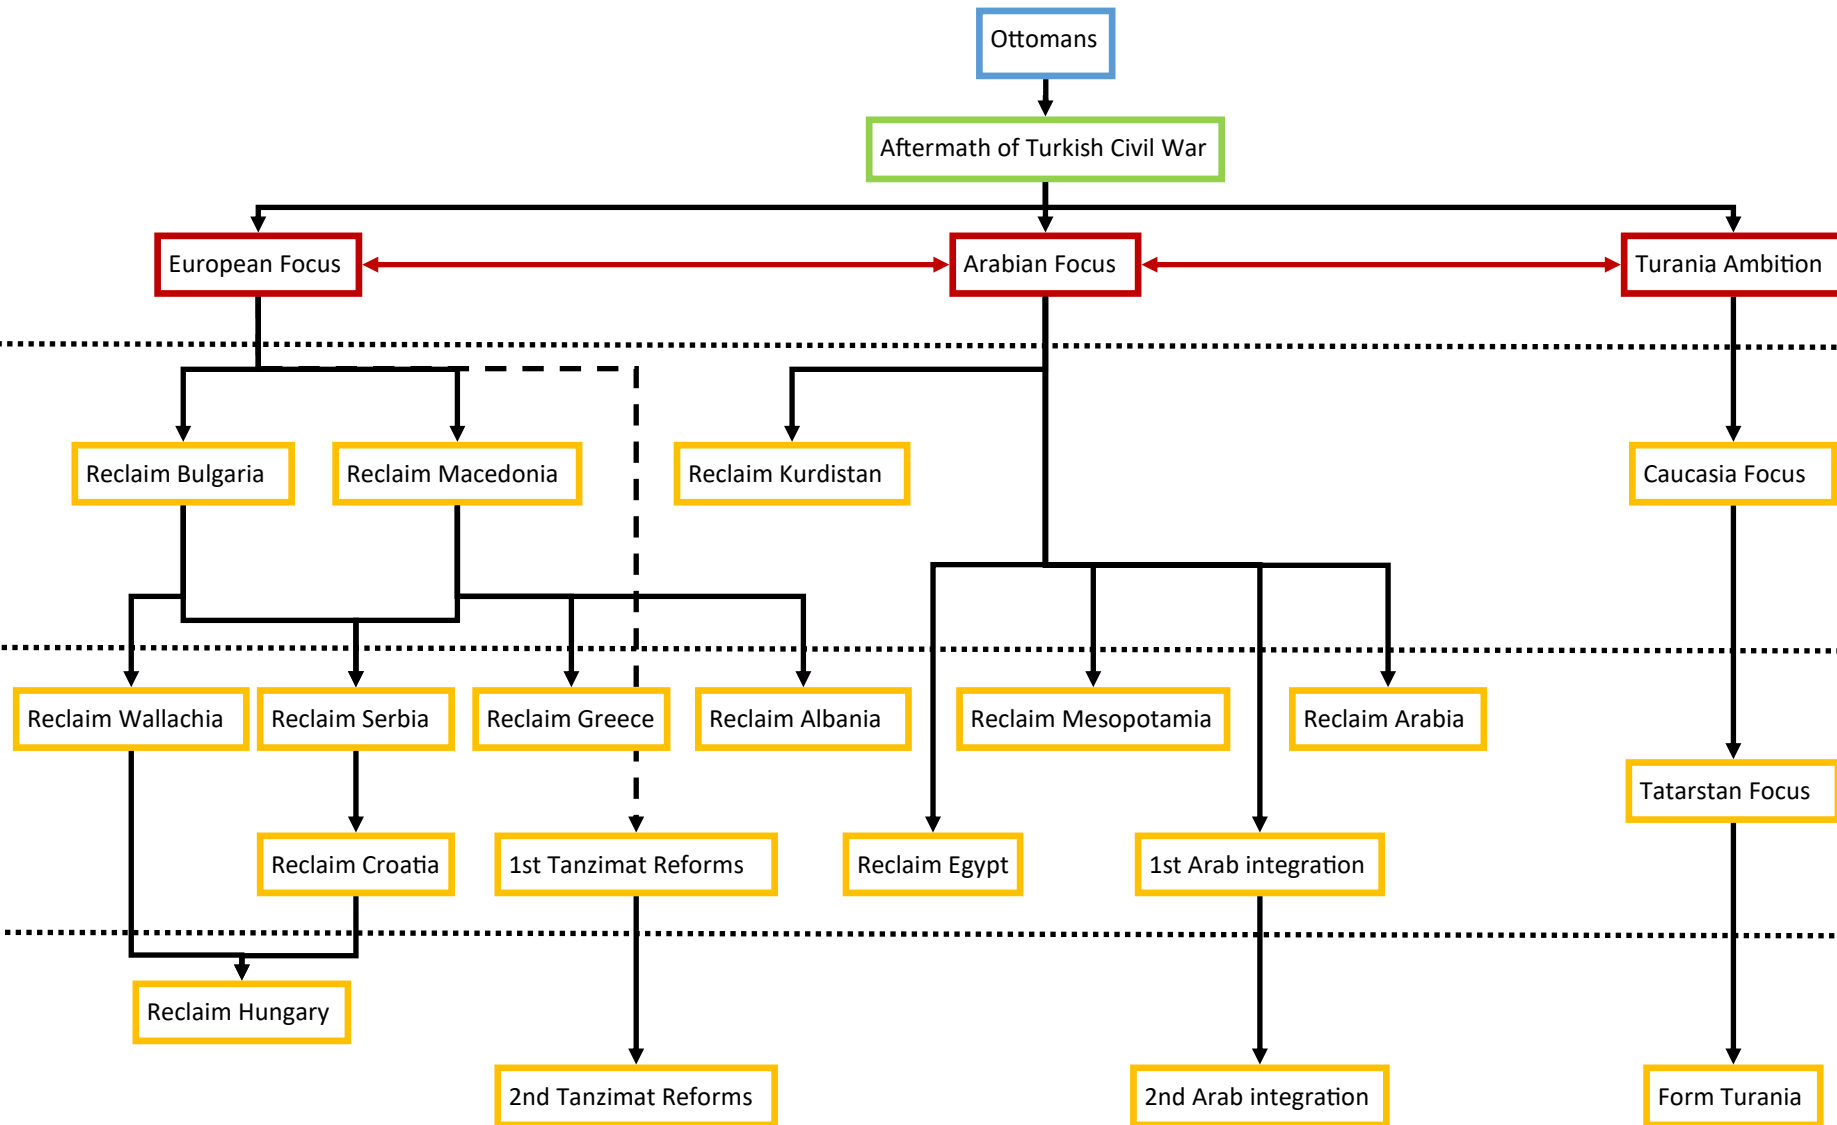 Ottomans
Aftermath of Turkish Civil War
European Focus
Arabian Focus
Turania Ambition
Reclaim Bulgaria
Reclaim Macedonia
Reclaim Kurdistan
Caucasia Focus
Reclaim Wallachia
Reclaim Serbia
Reclaim Greece
Reclaim Albania
Reclaim Mesopotamia
Reclaim Arabia
Tatarstan Focus
Reclaim Croatia
1st Tanzimat Reforms
Reclaim Egypt
1st Arab integration
Reclaim Hungary
2nd Tanzimat Reforms
2nd Arab integration
Form Turania